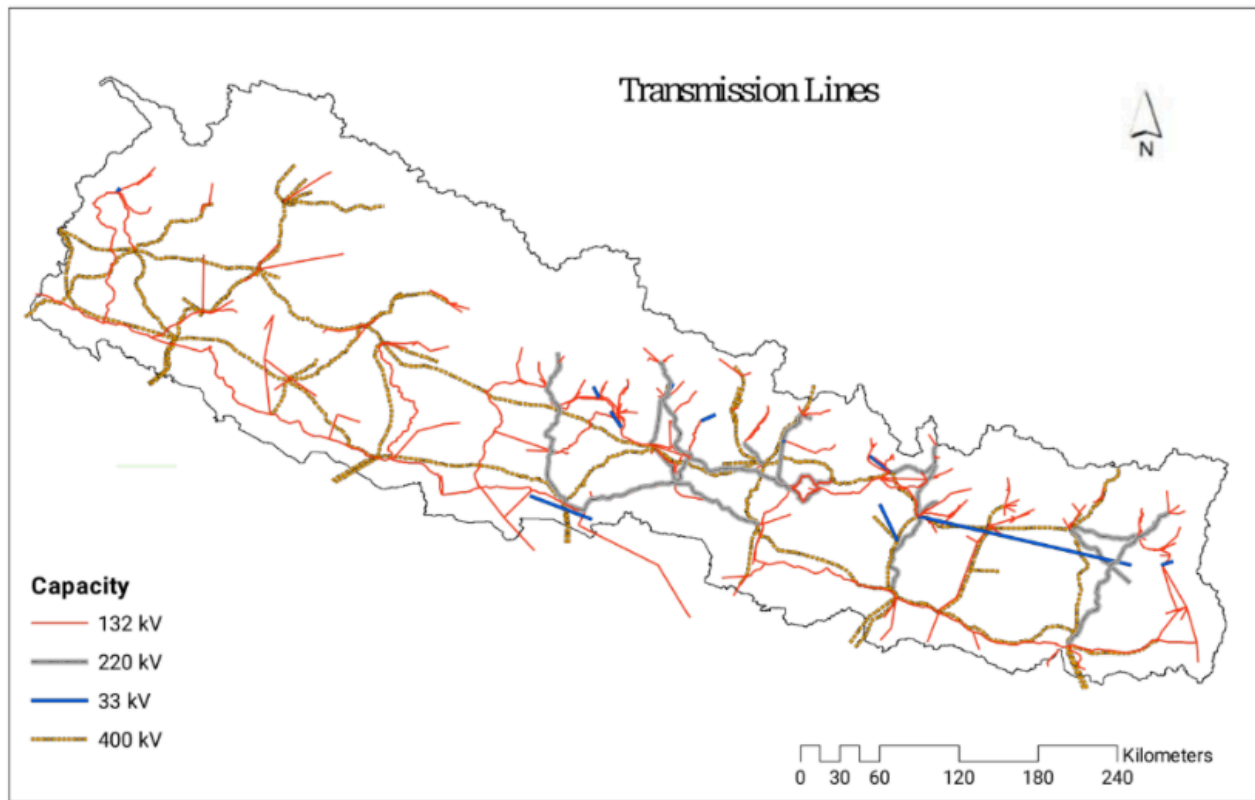 Transmission Lines
N
Capacity
132 kV
220 kV
33 kV
400 kV
Kilometers
0 30 60 120 180 240